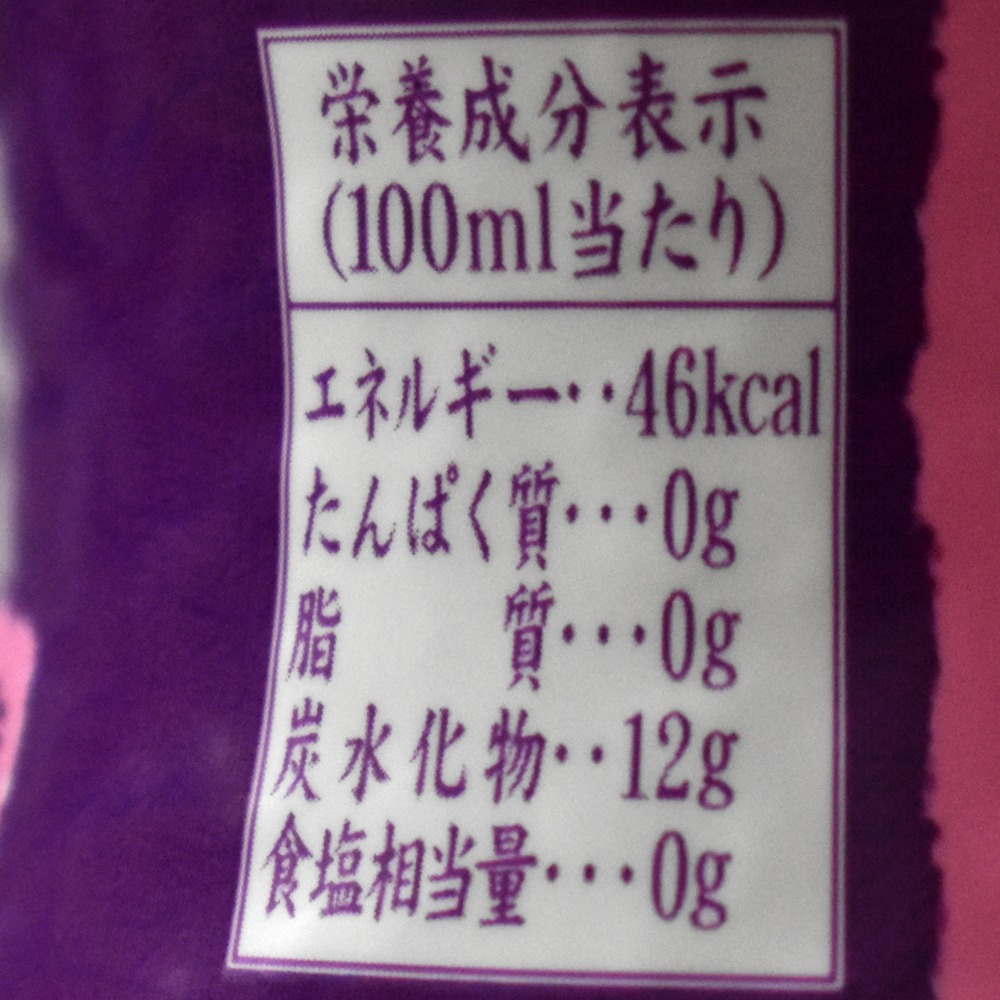 栄養成分表示
(100ml当たり)
エネルギー‥46kcal
たんぱく質…0g
脂　　　質…0g
炭水化物‥12g
食塩相当量…0g